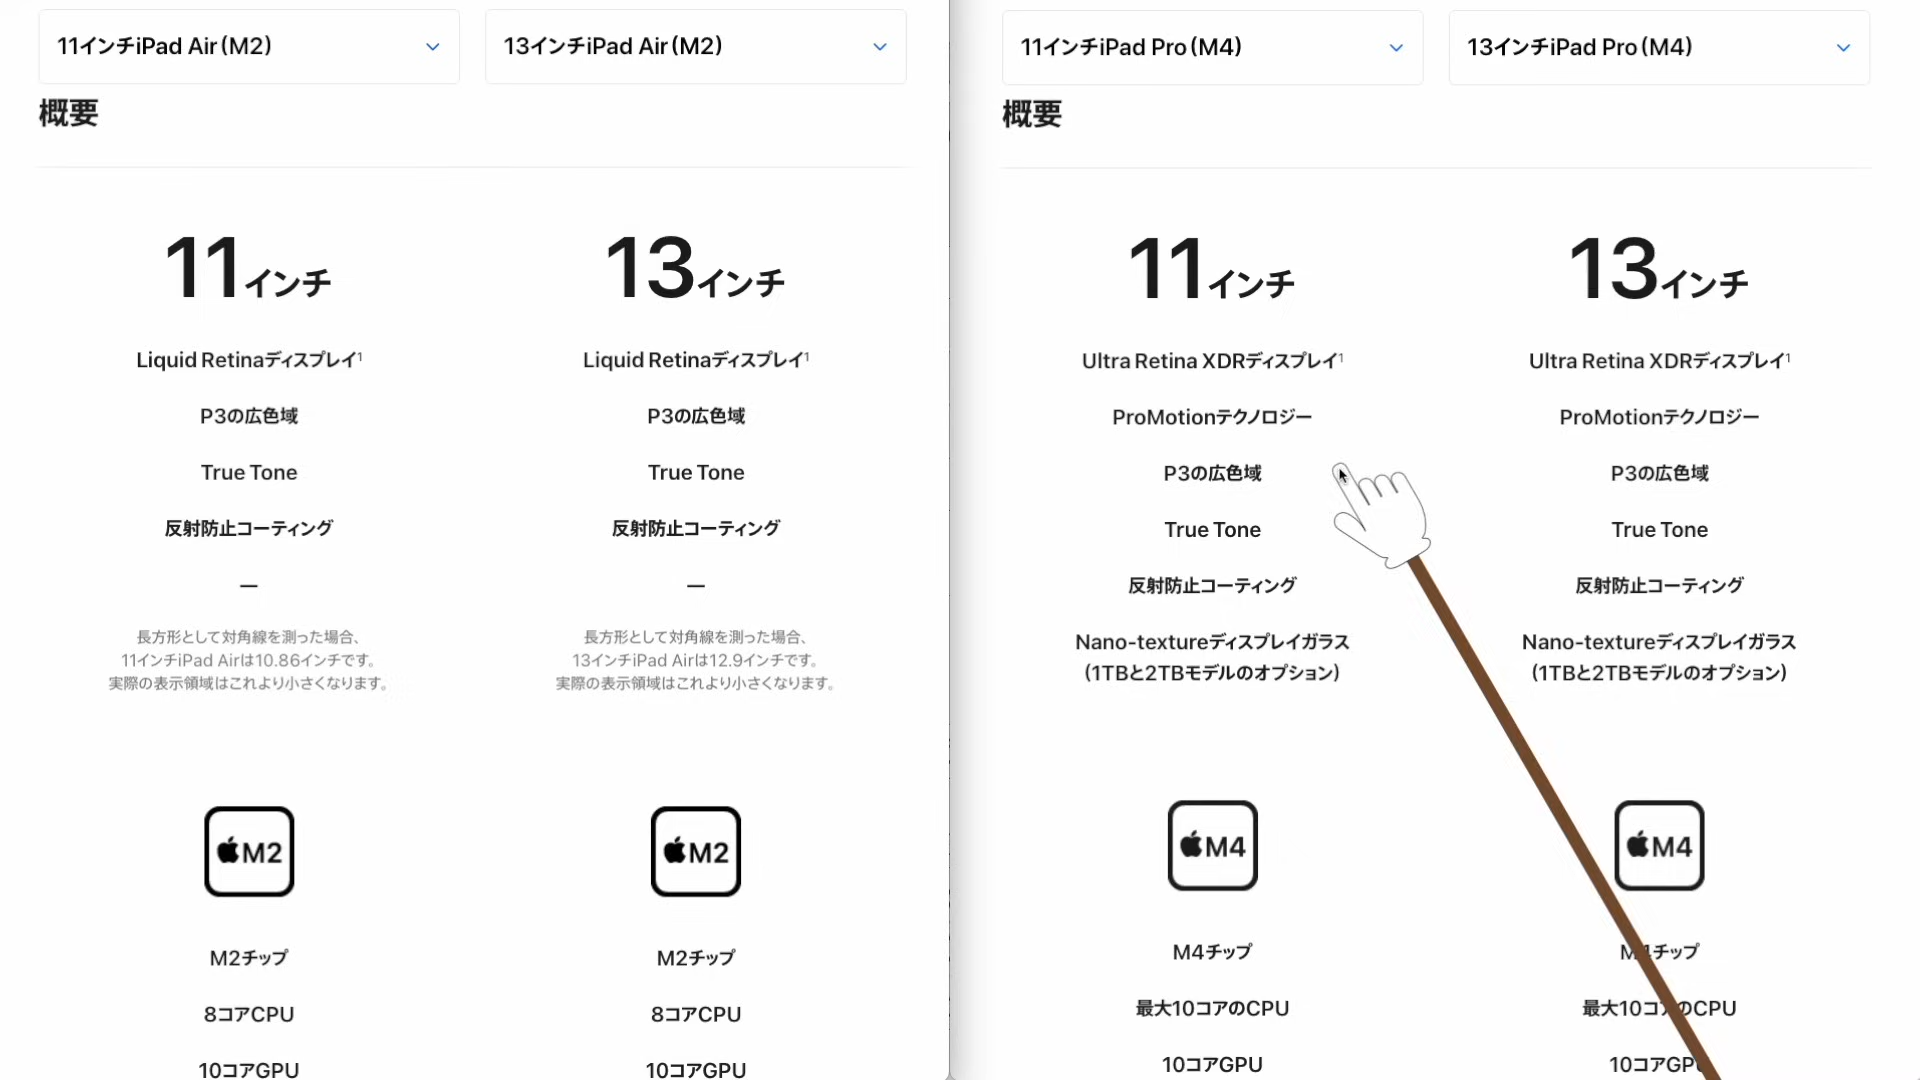 11インチiPad Air(M2)
13インチiPad Air(M2)
概要
11インチ
Liquid Retinaディスプレイ1
P3の広色域
True Tone
反射防止コーティング
—
長方形として対角線を測った場合、
11インチiPad Airは10.86インチです。
実際の表示領域はこれより小さくなります。
M2
M2チップ
8コアCPU
10コアGPU
13インチ
Liquid Retinaディスプレイ1
P3の広色域
True Tone
反射防止コーティング
—
長方形として対角線を測った場合、
13インチiPad Airは12.9インチです。
実際の表示領域はこれより小さくなります。
M2
M2チップ
8コアCPU
10コアGPU
11インチiPad Pro(M4)
13インチiPad Pro(M4)
概要
11インチ
Ultra Retina XDRディスプレイ1
ProMotionテクノロジー
P3の広色域
True Tone
反射防止コーティング
Nano-textureディスプレイガラス
(1TBと2TBモデルのオプション)
M4
M4チップ
最大10コアのCPU
10コアGPU
13インチ
Ultra Retina XDRディスプレイ1
ProMotionテクノロジー
P3の広色域
True Tone
反射防止コーティング
Nano-textureディスプレイガラス
(1TBと2TBモデルのオプション)
M4
M4チップ
最大10コアのCPU
10コアGPU